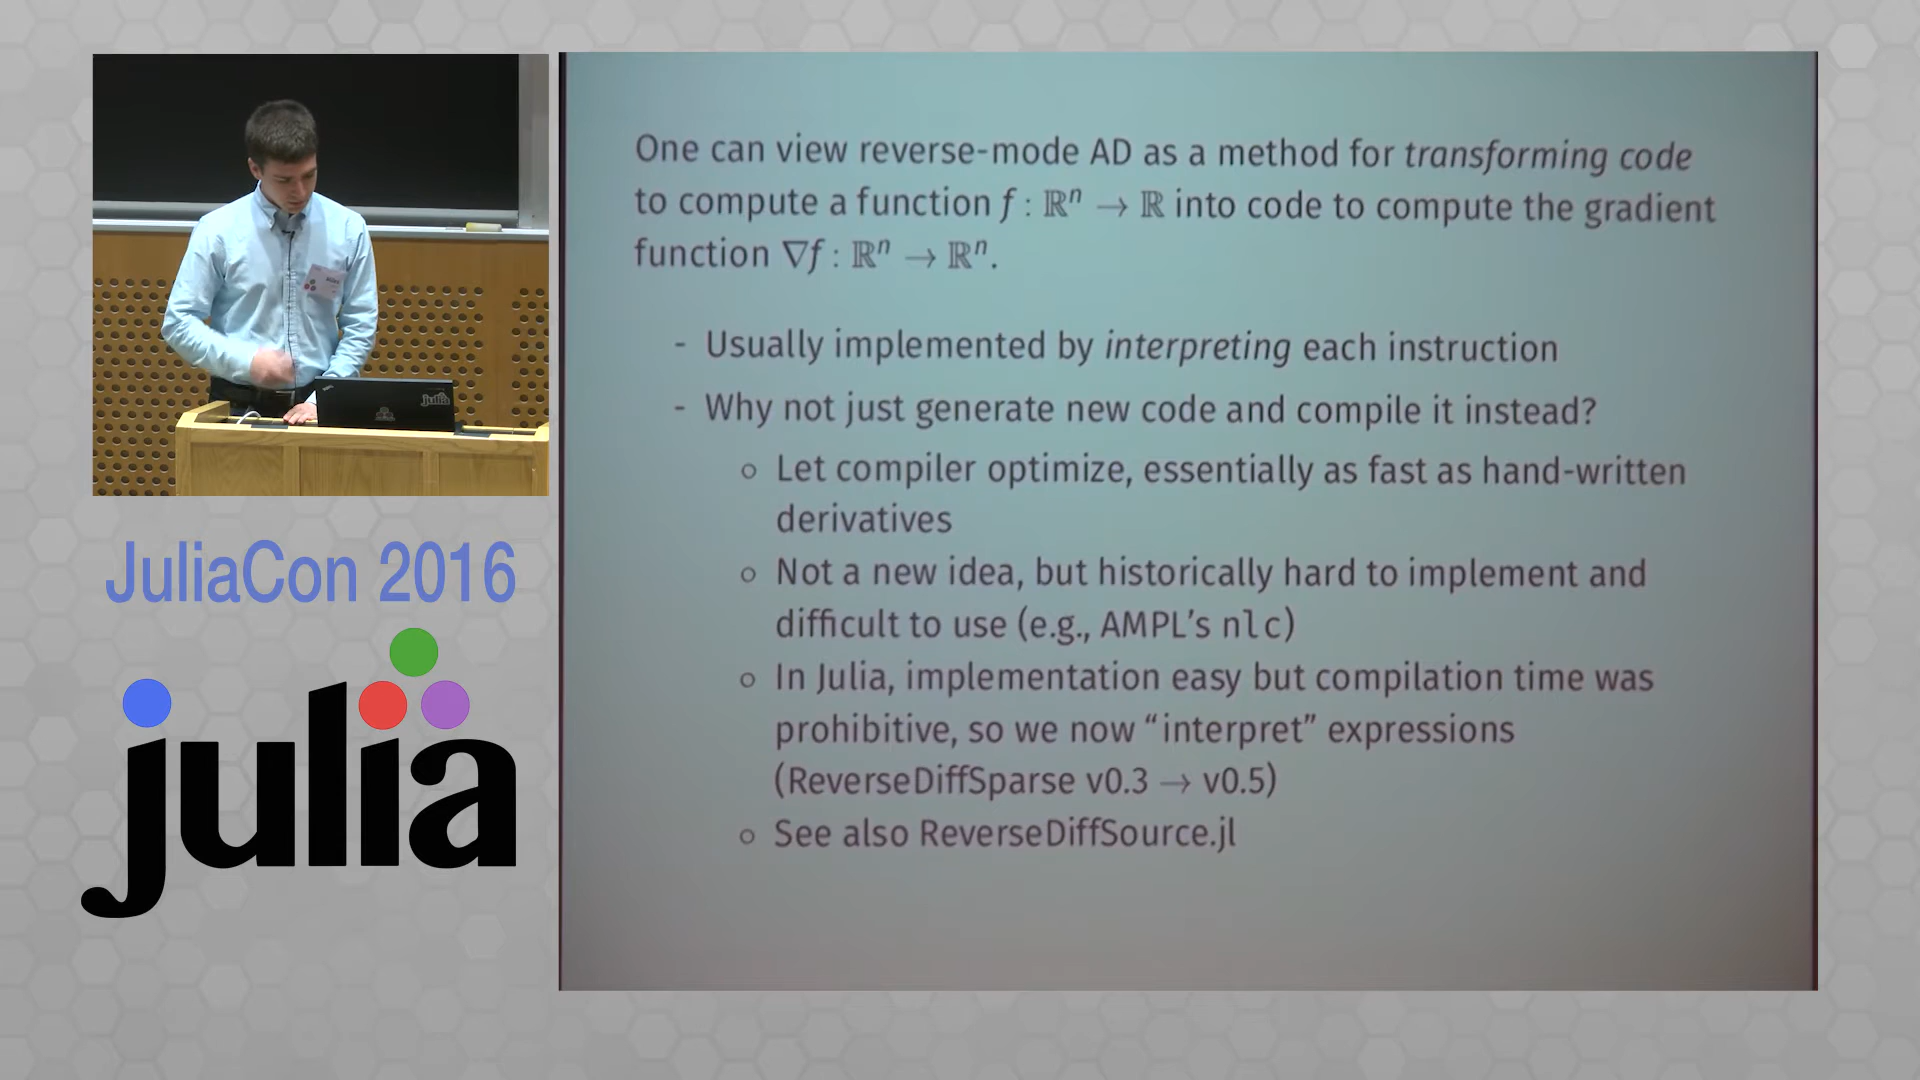 One can view reverse-mode AD as a method for transforming code
to compute a function f : ℝⁿ → ℝ into code to compute the gradient
function ∇f : ℝⁿ → ℝⁿ.
- Usually implemented by interpreting each instruction
- Why not just generate new code and compile it instead?
○ Let compiler optimize, essentially as fast as hand-written
derivatives
○ Not a new idea, but historically hard to implement and
difficult to use (e.g., AMPL’s nlc)
○ In Julia, implementation easy but compilation time was
prohibitive, so we now “interpret” expressions
(ReverseDiffSparse v0.3 → v0.5)
○ See also ReverseDiffSource.jl
julia
JuliaCon 2016
julia